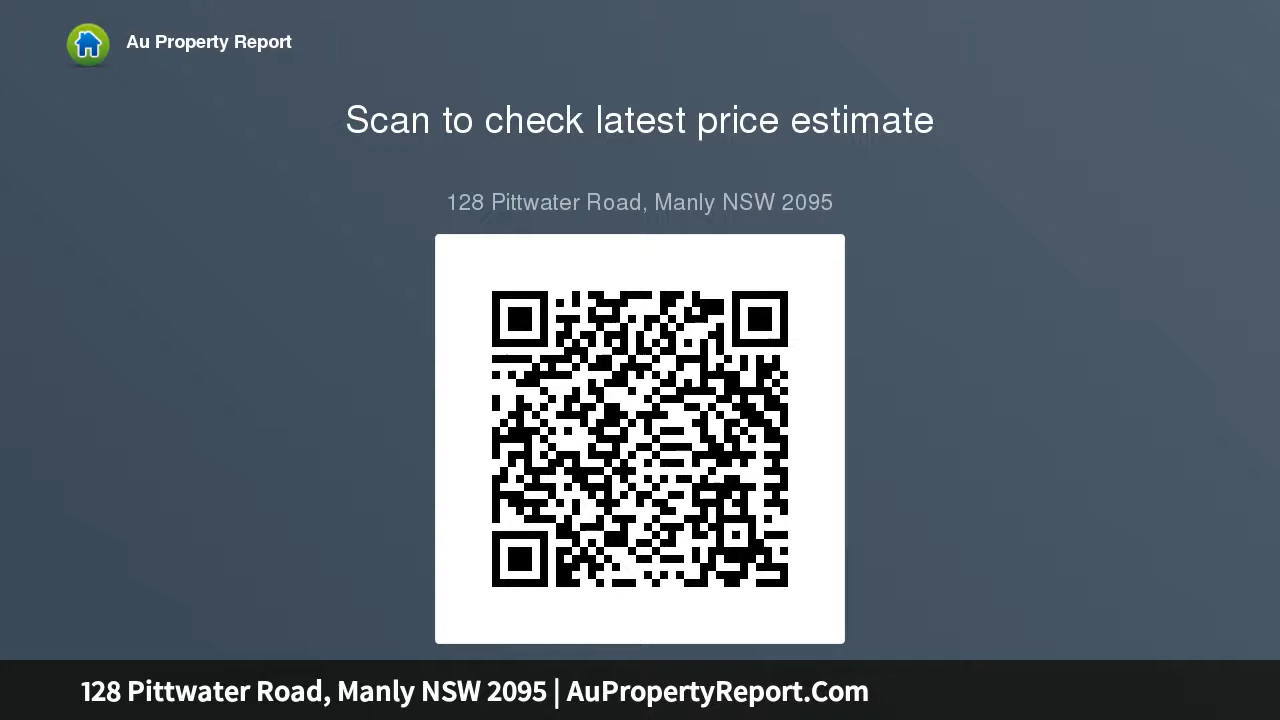 Au Property Report
Scan to check latest price estimate
128 Pittwater Road, Manly NSW 2095
128 Pittwater Road, Manly NSW 2095 | AuPropertyReport.Com